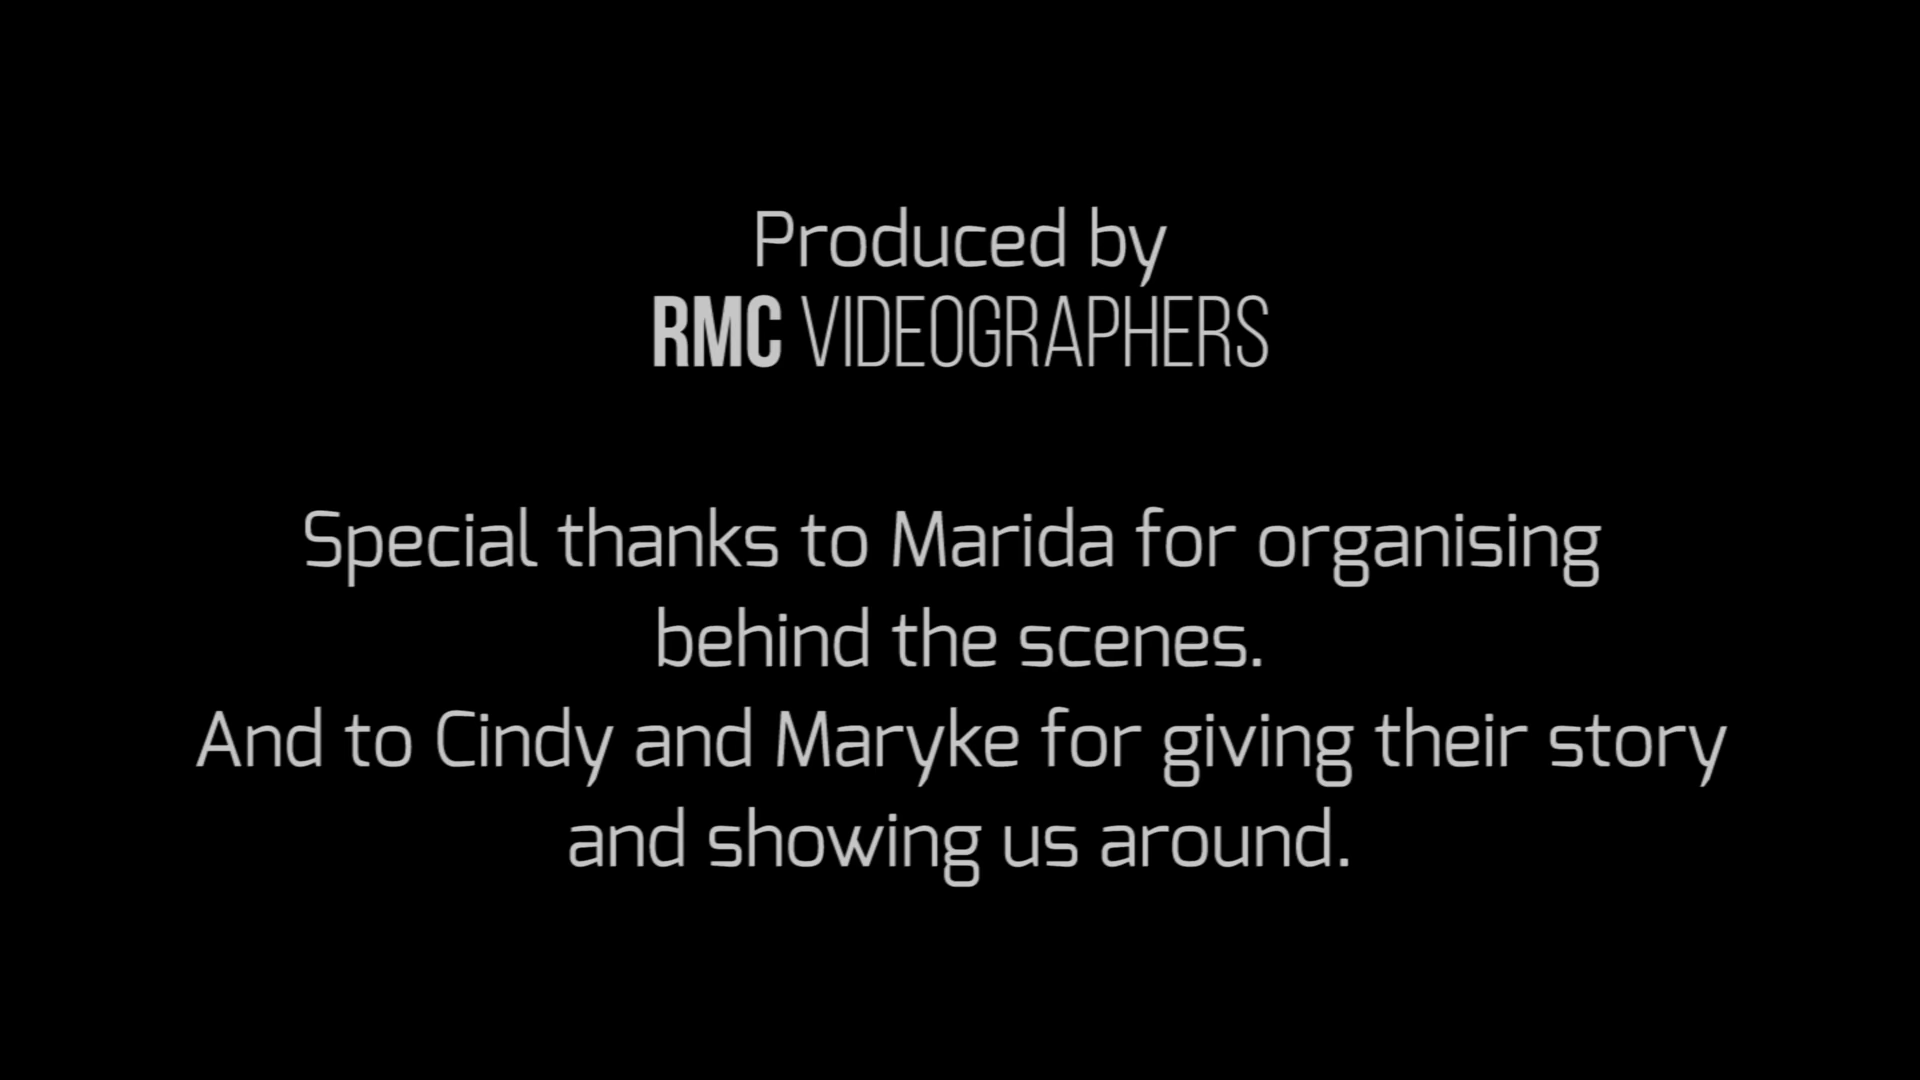 Produced by
RMC VIDEOGRAPHERS
Special thanks to Marida for organising
behind the scenes.
And to Cindy and Maryke for giving their story
and showing us around.